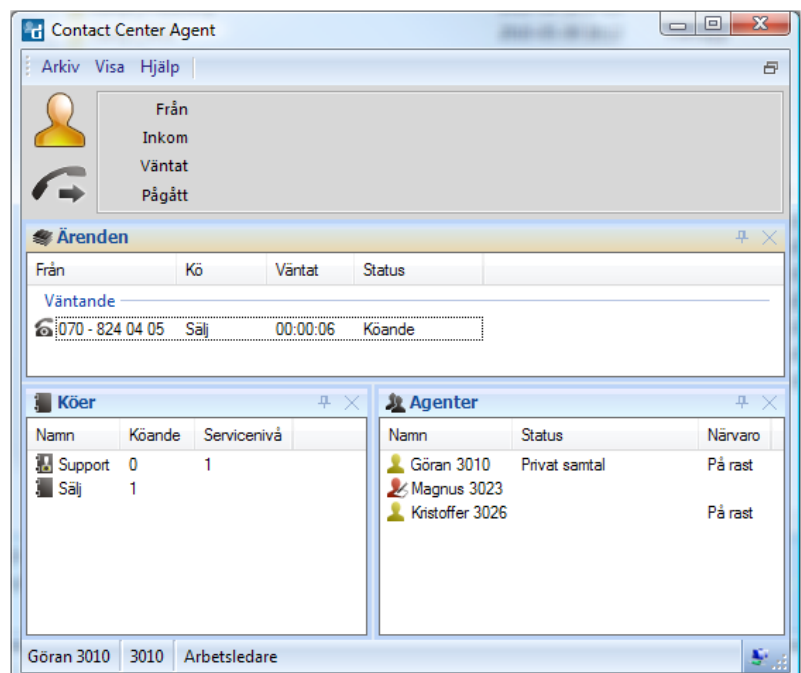 Contact Center Agent
Arkiv Visa Hjälp
Från
Inkom
Väntat
Pågått
Ärenden
Från Kö Väntat Status
Väntande
070 - 824 04 05 Sälj 00:00:06 Köande
Köer
Namn Köande Servicenivå
Support 0 1
Sälj 1
Agenter
Namn Status Närvaro
Göran 3010 Privat samtal På rast
Magnus 3023
Kristoffer 3026 På rast
Göran 3010 3010 Arbetsledare